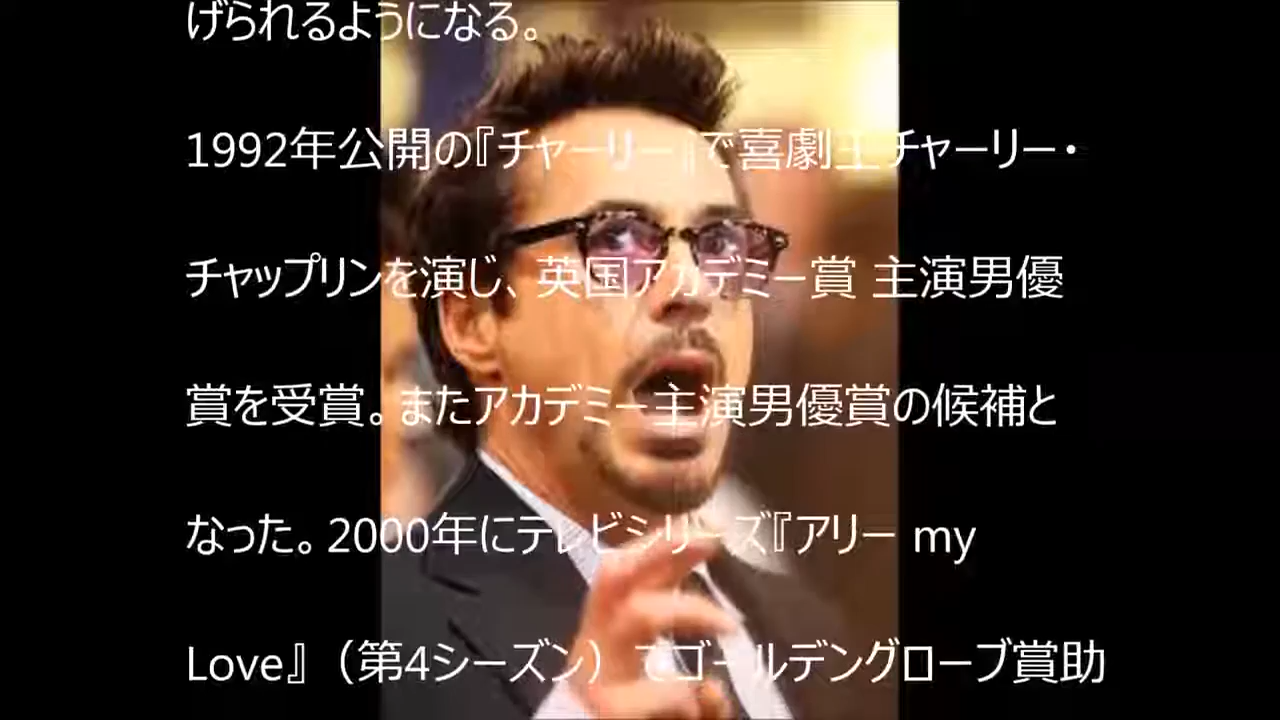 げられるようになる。
1992年公開の『チャーリー』で喜劇王チャーリー・
チャップリンを演じ、英国アカデミー賞 主演男優
賞を受賞。またアカデミー主演男優賞の候補と
なった。2000年にテレビシリーズ『アリー my
Love』（第4シーズン）でゴールデングローブ賞助